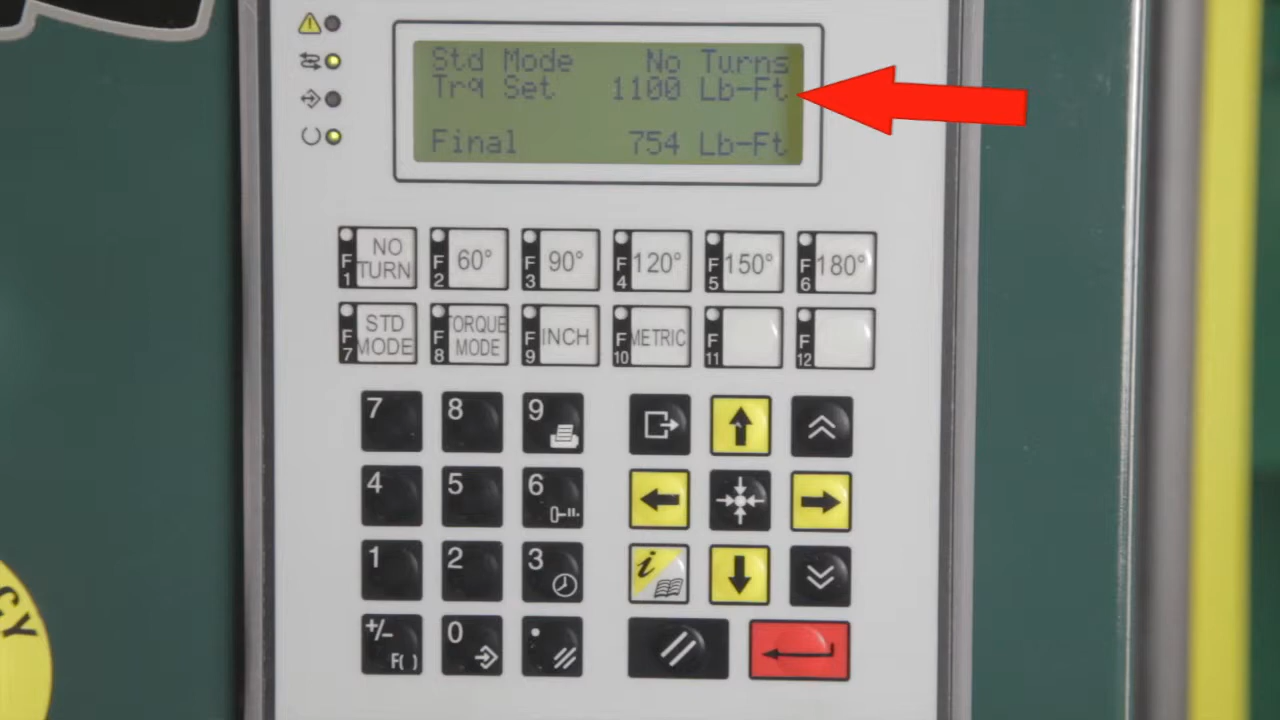 Std Mode No Turns
Trq Set 1100 Lb-Ft
Final 754 Lb-Ft
F1 NO TURN
F2 60°
F3 90°
F4 120°
F5 150°
F6 180°
F7 STD MODE
F8 TORQUE MODE
F9 INCH
F10 METRIC
F11
F12
7 8 9
4 5 6
i
1 2 3
+/- F( ) 0 .
CY